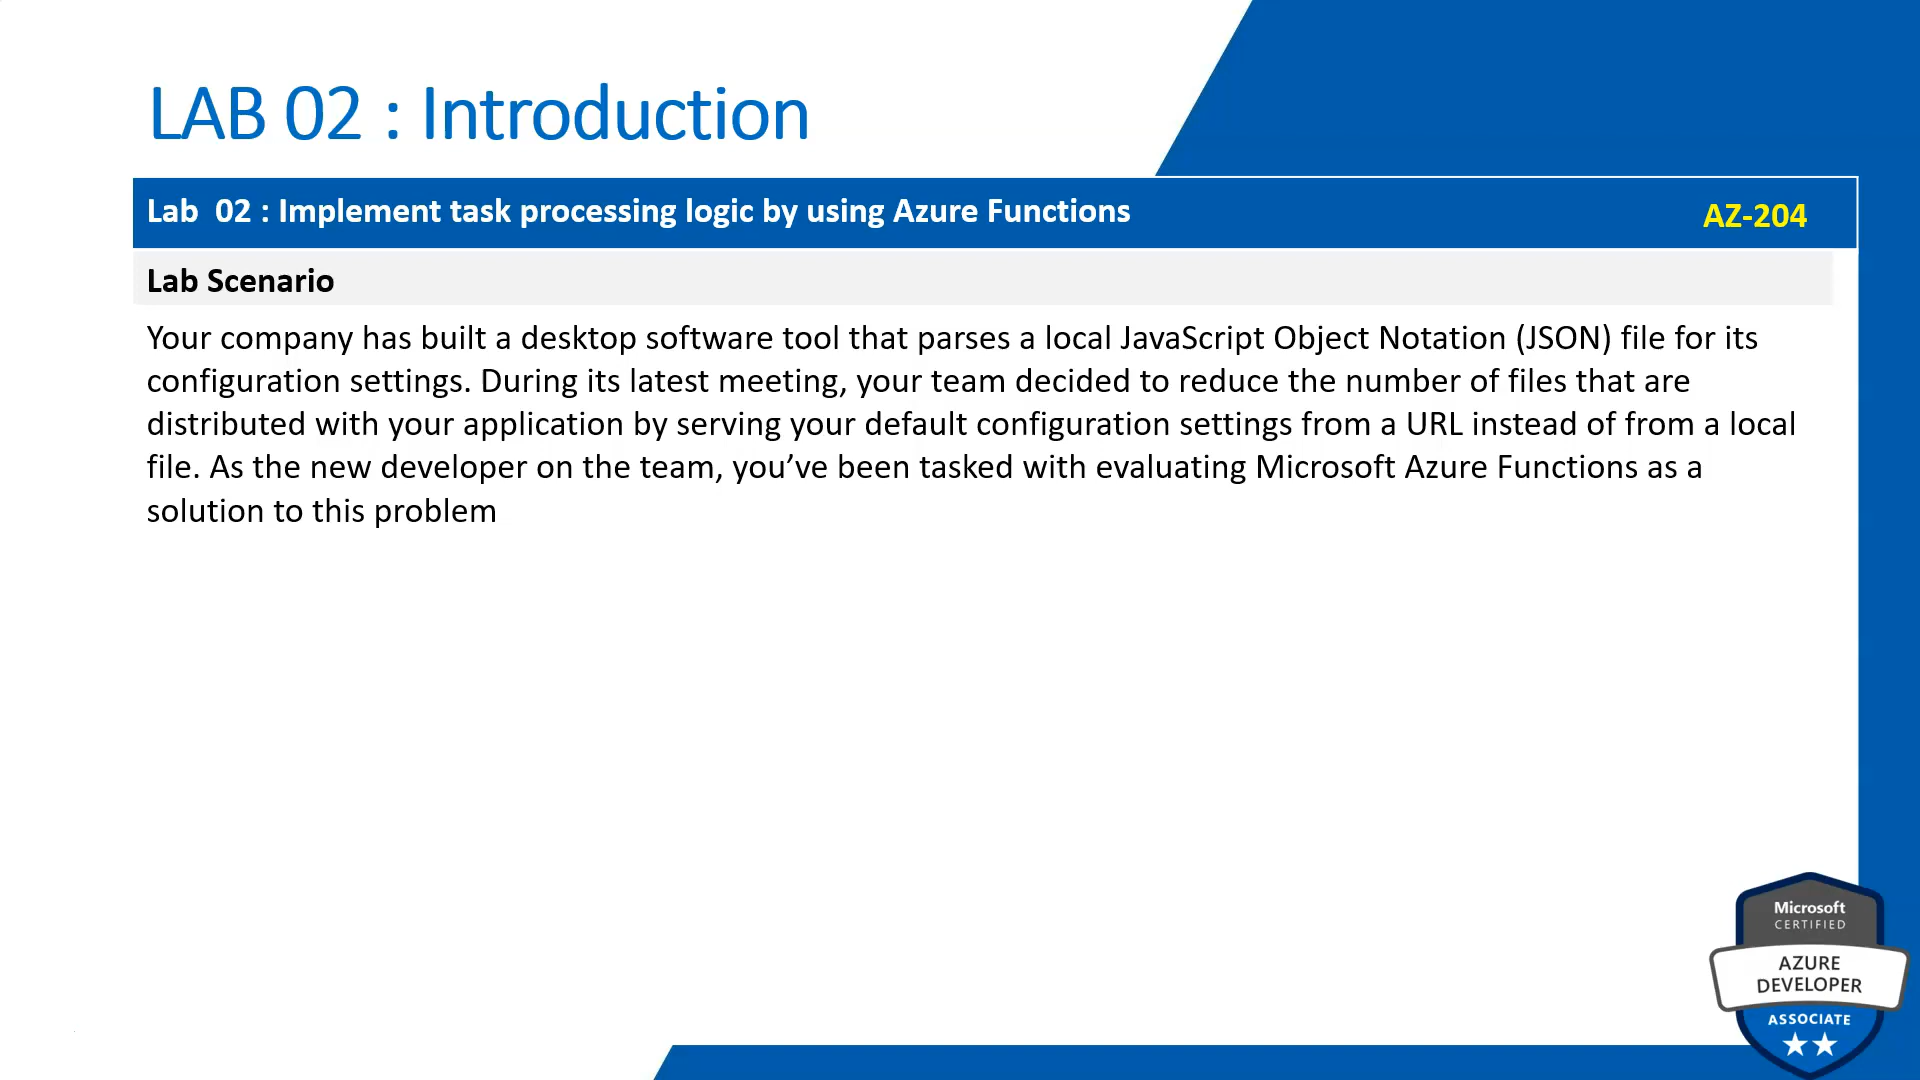 LAB 02 : Introduction
Lab  02 : Implement task processing logic by using Azure Functions
AZ-204
Lab Scenario
Your company has built a desktop software tool that parses a local JavaScript Object Notation (JSON) file for its
configuration settings. During its latest meeting, your team decided to reduce the number of files that are
distributed with your application by serving your default configuration settings from a URL instead of from a local
file. As the new developer on the team, you’ve been tasked with evaluating Microsoft Azure Functions as a
solution to this problem
Microsoft
CERTIFIED
AZURE
DEVELOPER
ASSOCIATE